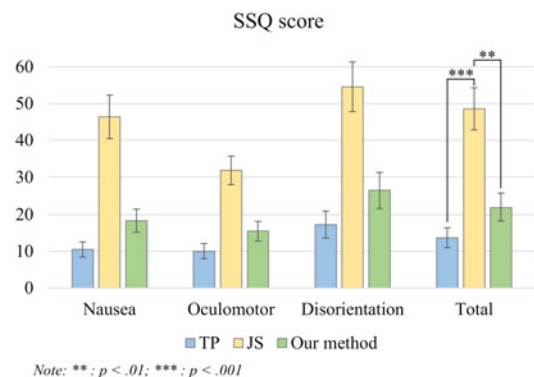 SSQ score
60
50
40
30
20
10
0
***
**
Nausea Oculomotor Disorientation Total
TP JS Our method
Note: ** : p < .01; *** : p < .001